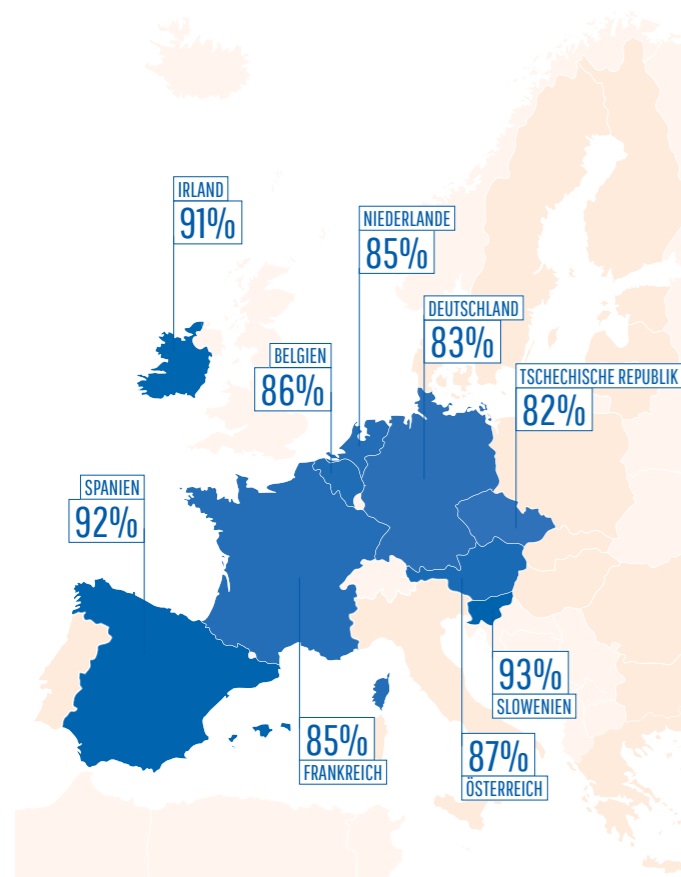 IRLAND
91%
NIEDERLANDE
85%
DEUTSCHLAND
83%
BELGIEN
86%
TSCHECHISCHE REPUBLIK
82%
SPANIEN
92%
93%
SLOWENIEN
85%
FRANKREICH
87%
ÖSTERREICH